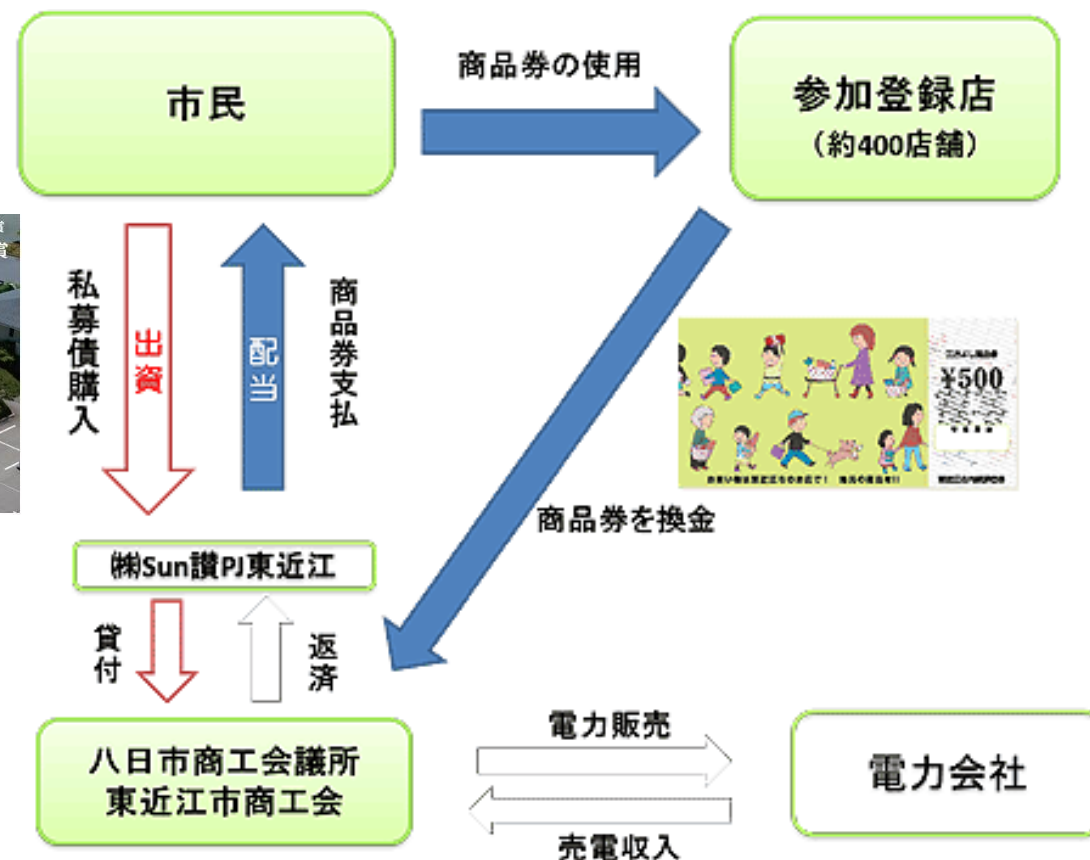 市民
商品券の使用
参加登録店
（約400店舗）
賞
賞
私募債購入
出資
配当
商品券支払
¥500
商品券を換金
㈱Sun讃PJ東近江
貸付
返済
八日市商工会議所
東近江市商工会
電力販売
売電収入
電力会社